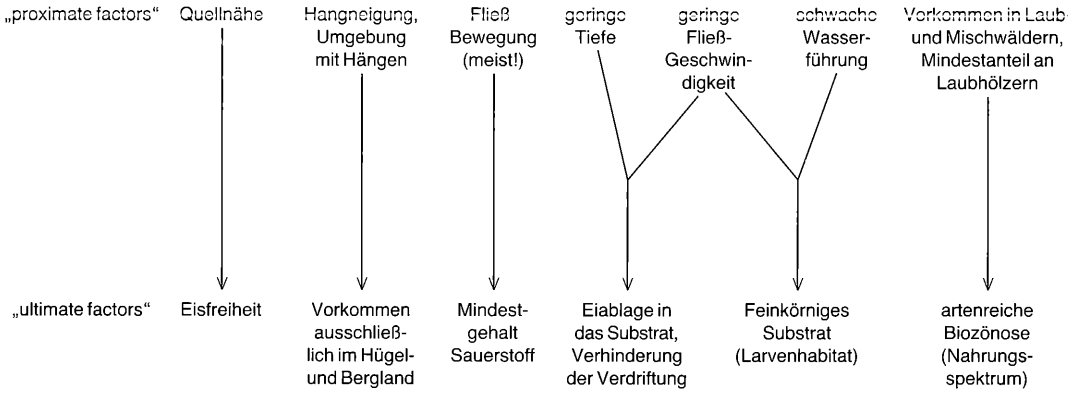 „proximate factors“
Quellnähe
Hangneigung,
Umgebung
mit Hängen
Fließ
Bewegung
(meist!)
geringe
Tiefe
geringe
Fließ-
Geschwin-
digkeit
schwache
Wasser-
führung
Vorkommen in Laub-
und Mischwäldern,
Mindestanteil an
Laubhölzern
„ultimate factors“
Eisfreiheit
Vorkommen
ausschließ-
lich im Hügel-
und Bergland
Mindest-
gehalt
Sauerstoff
Eiablage in
das Substrat,
Verhinderung
der Verdriftung
Feinkörniges
Substrat
(Larvenhabitat)
artenreiche
Biozönose
(Nahrungs-
spektrum)